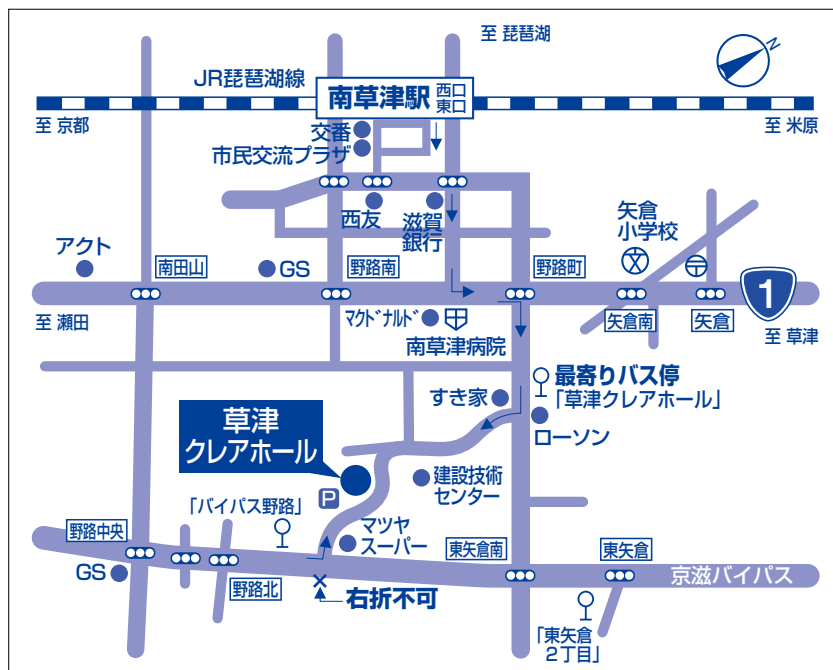 至 琵琶湖
N
JR琵琶湖線
南草津駅
西口
東口
至 京都
至 米原
交番
市民交流プラザ
西友
滋賀
銀行
矢倉
小学校
文
〒
アクト
南田山
GS
野路南
野路町
1
至 瀬田
マクドナルド
南草津病院
矢倉南
矢倉
至 草津
すき家
最寄りバス停
「草津クレアホール」
ローソン
草津
クレアホール
P
建設技術
センター
「バイパス野路」
マツヤ
スーパー
野路中央
GS
野路北
東矢倉南
東矢倉
京滋バイパス
×
右折不可
「東矢倉
2丁目」